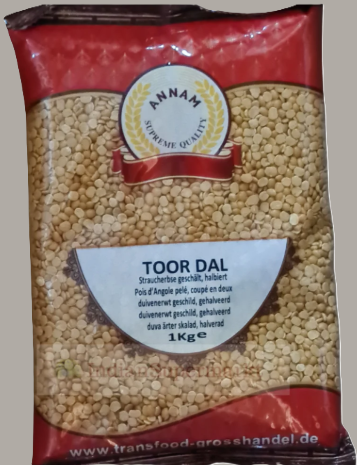 ANNAM
SUPREME QUALITY
TOOR DAL
Straucherbse geschält, halbiert
Pois d'Angole pelé, coupé en deux
duivenerwt geschild, gehalveerd
duivenerwt geschild, gehalveerd
duva ärter skalad, halverad
1Kg e
www.transfood-grosshandel.de